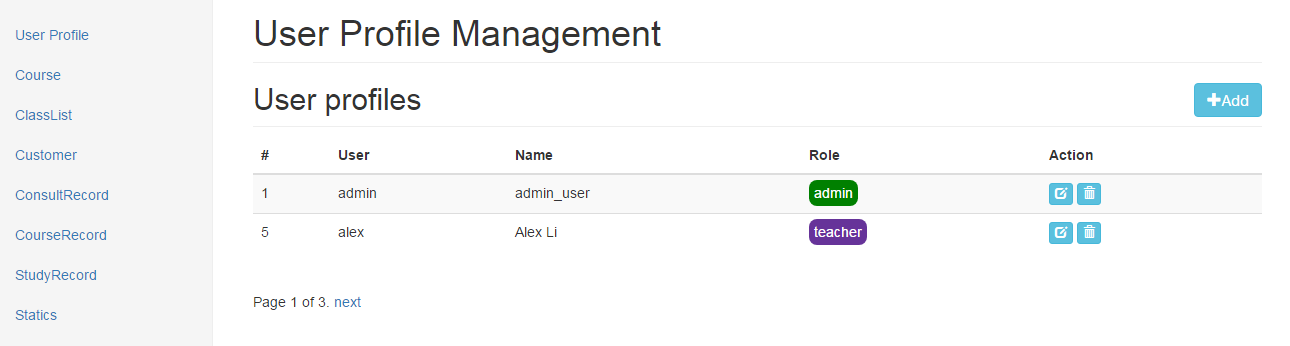 User Profile
Course
ClassList
Customer
ConsultRecord
CourseRecord
StudyRecord
Statics
User Profile Management
User profiles
Add
# User Name Role Action
1 admin admin_user admin
5 alex Alex Li teacher
Page 1 of 3. next